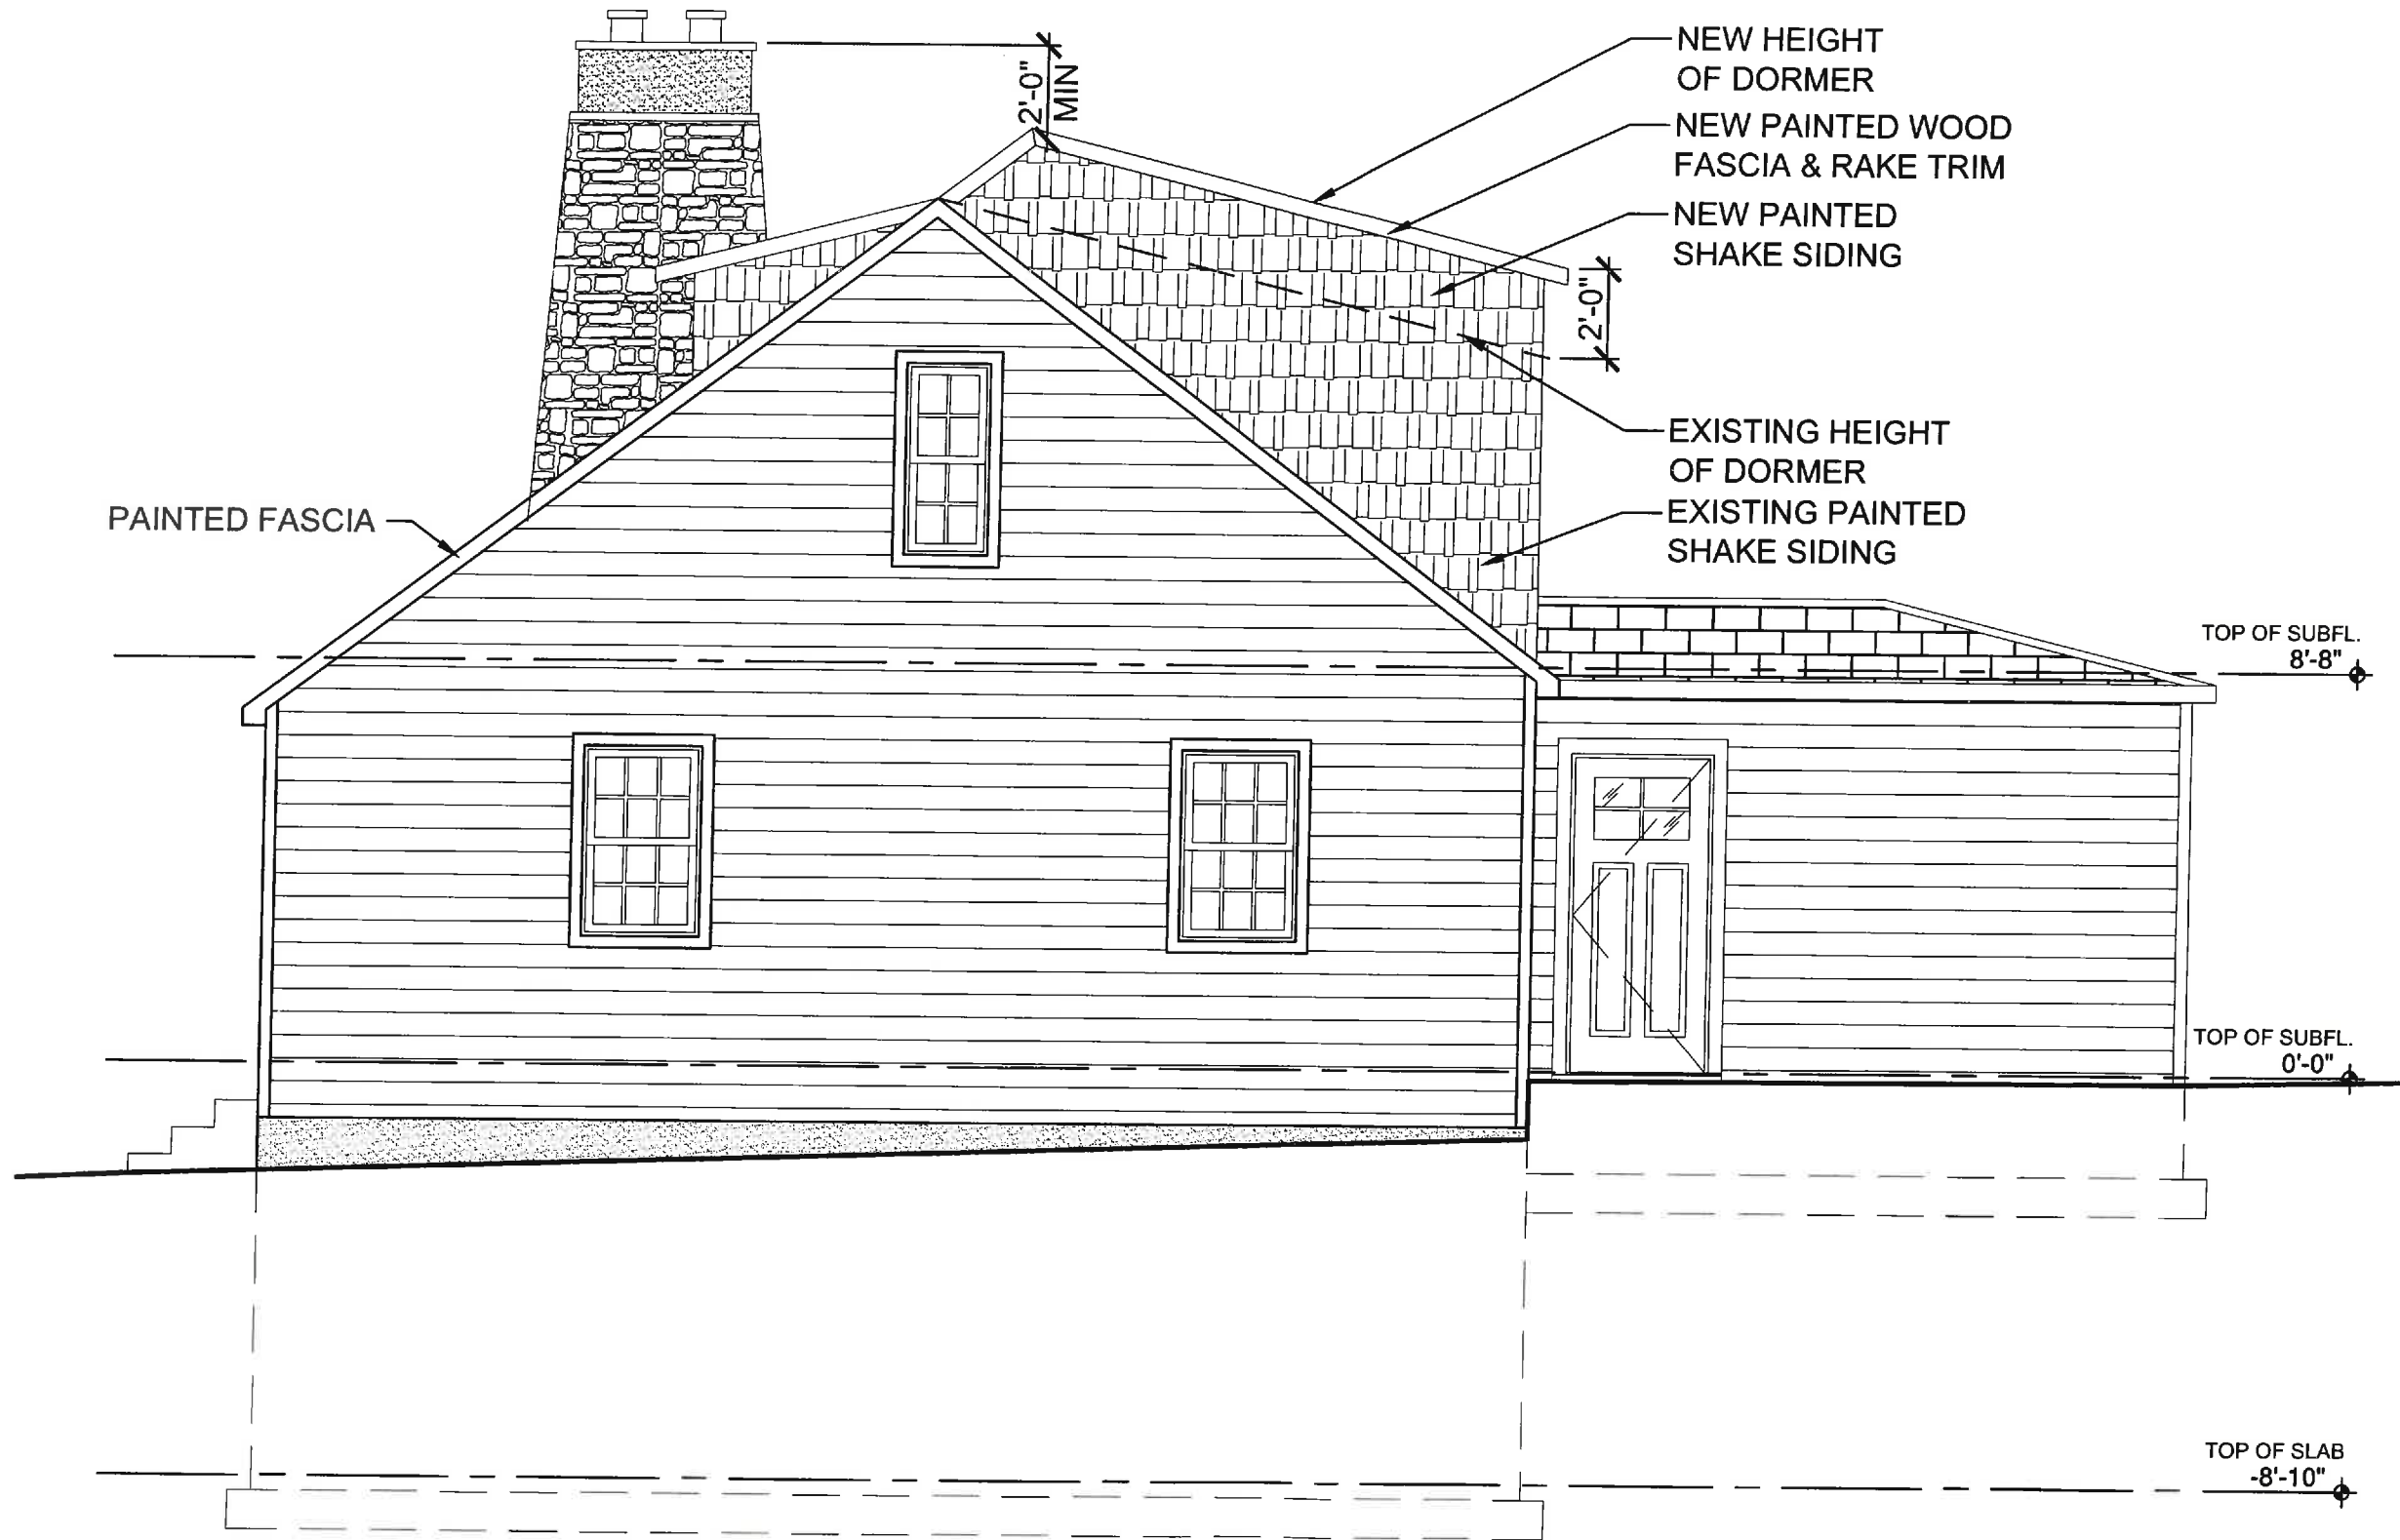 2'-0"
MIN
NEW HEIGHT
OF DORMER
NEW PAINTED WOOD
FASCIA & RAKE TRIM
NEW PAINTED
SHAKE SIDING
2'-0"
EXISTING HEIGHT
OF DORMER
EXISTING PAINTED
SHAKE SIDING
PAINTED FASCIA
TOP OF SUBFL.
8'-8"
TOP OF SUBFL.
0'-0"
TOP OF SLAB
-8'-10"